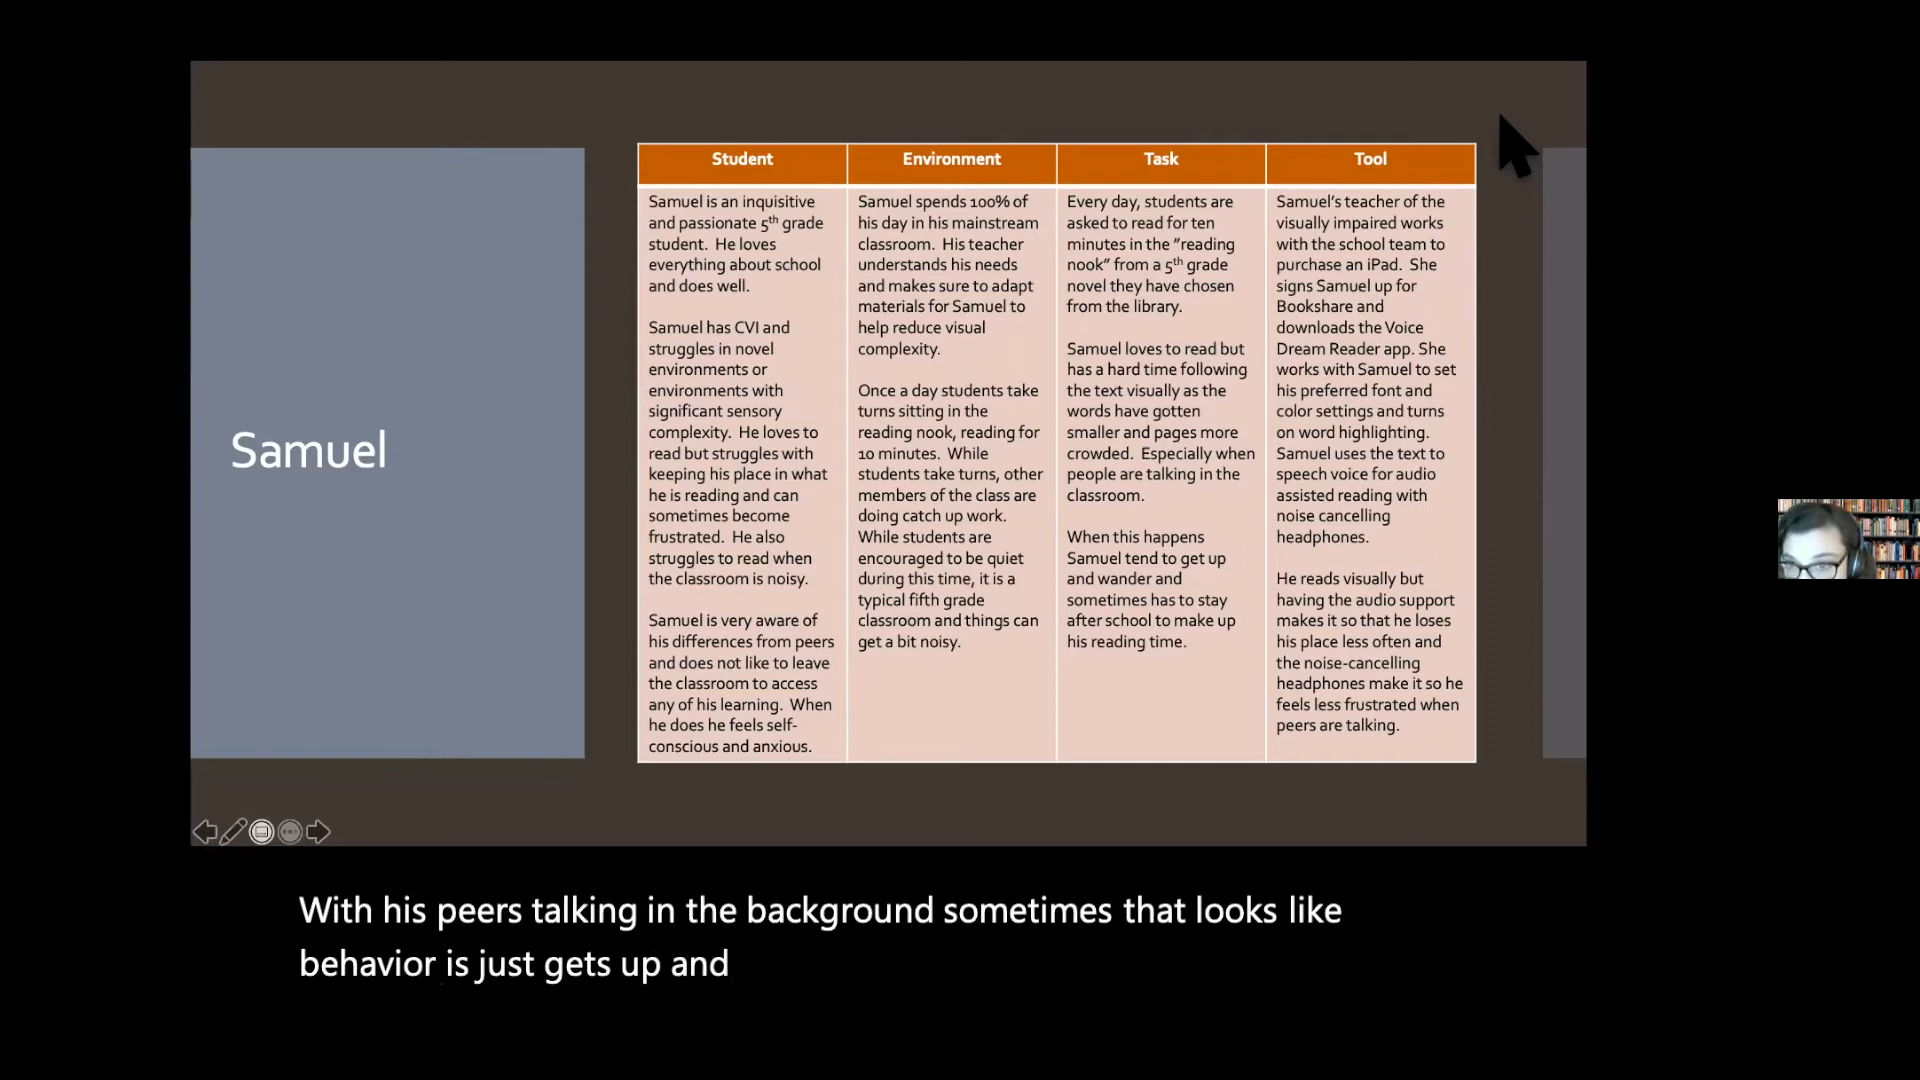 Samuel
Student
Samuel is an inquisitive
and passionate 5th grade
student. He loves
everything about school
and does well.
Samuel has CVI and
struggles in novel
environments or
environments with
significant sensory
complexity. He loves to
read but struggles with
keeping his place in what
he is reading and can
sometimes become
frustrated. He also
struggles to read when
the classroom is noisy.
Samuel is very aware of
his differences from peers
and does not like to leave
the classroom to access
any of his learning. When
he does he feels self-
conscious and anxious.
Environment
Samuel spends 100% of
his day in his mainstream
classroom. His teacher
understands his needs
and makes sure to adapt
materials for Samuel to
help reduce visual
complexity.
Once a day students take
turns sitting in the
reading nook, reading for
10 minutes. While
students take turns, other
members of the class are
doing catch up work.
While students are
encouraged to be quiet
during this time, it is a
typical fifth grade
classroom and things can
get a bit noisy.
Task
Every day, students are
asked to read for ten
minutes in the "reading
nook" from a 5th grade
novel they have chosen
from the library.
Samuel loves to read but
has a hard time following
the text visually as the
words have gotten
smaller and pages more
crowded. Especially when
people are talking in the
classroom.
When this happens
Samuel tend to get up
and wander and
sometimes has to stay
after school to make up
his reading time.
Tool
Samuel's teacher of the
visually impaired works
with the school team to
purchase an iPad. She
signs Samuel up for
Bookshare and
downloads the Voice
Dream Reader app. She
works with Samuel to set
his preferred font and
color settings and turns
on word highlighting.
Samuel uses the text to
speech voice for audio
assisted reading with
noise cancelling
headphones.
He reads visually but
having the audio support
makes it so that he loses
his place less often and
the noise-cancelling
headphones make it so he
feels less frustrated when
peers are talking.
With his peers talking in the background sometimes that looks like
behavior is just gets up and